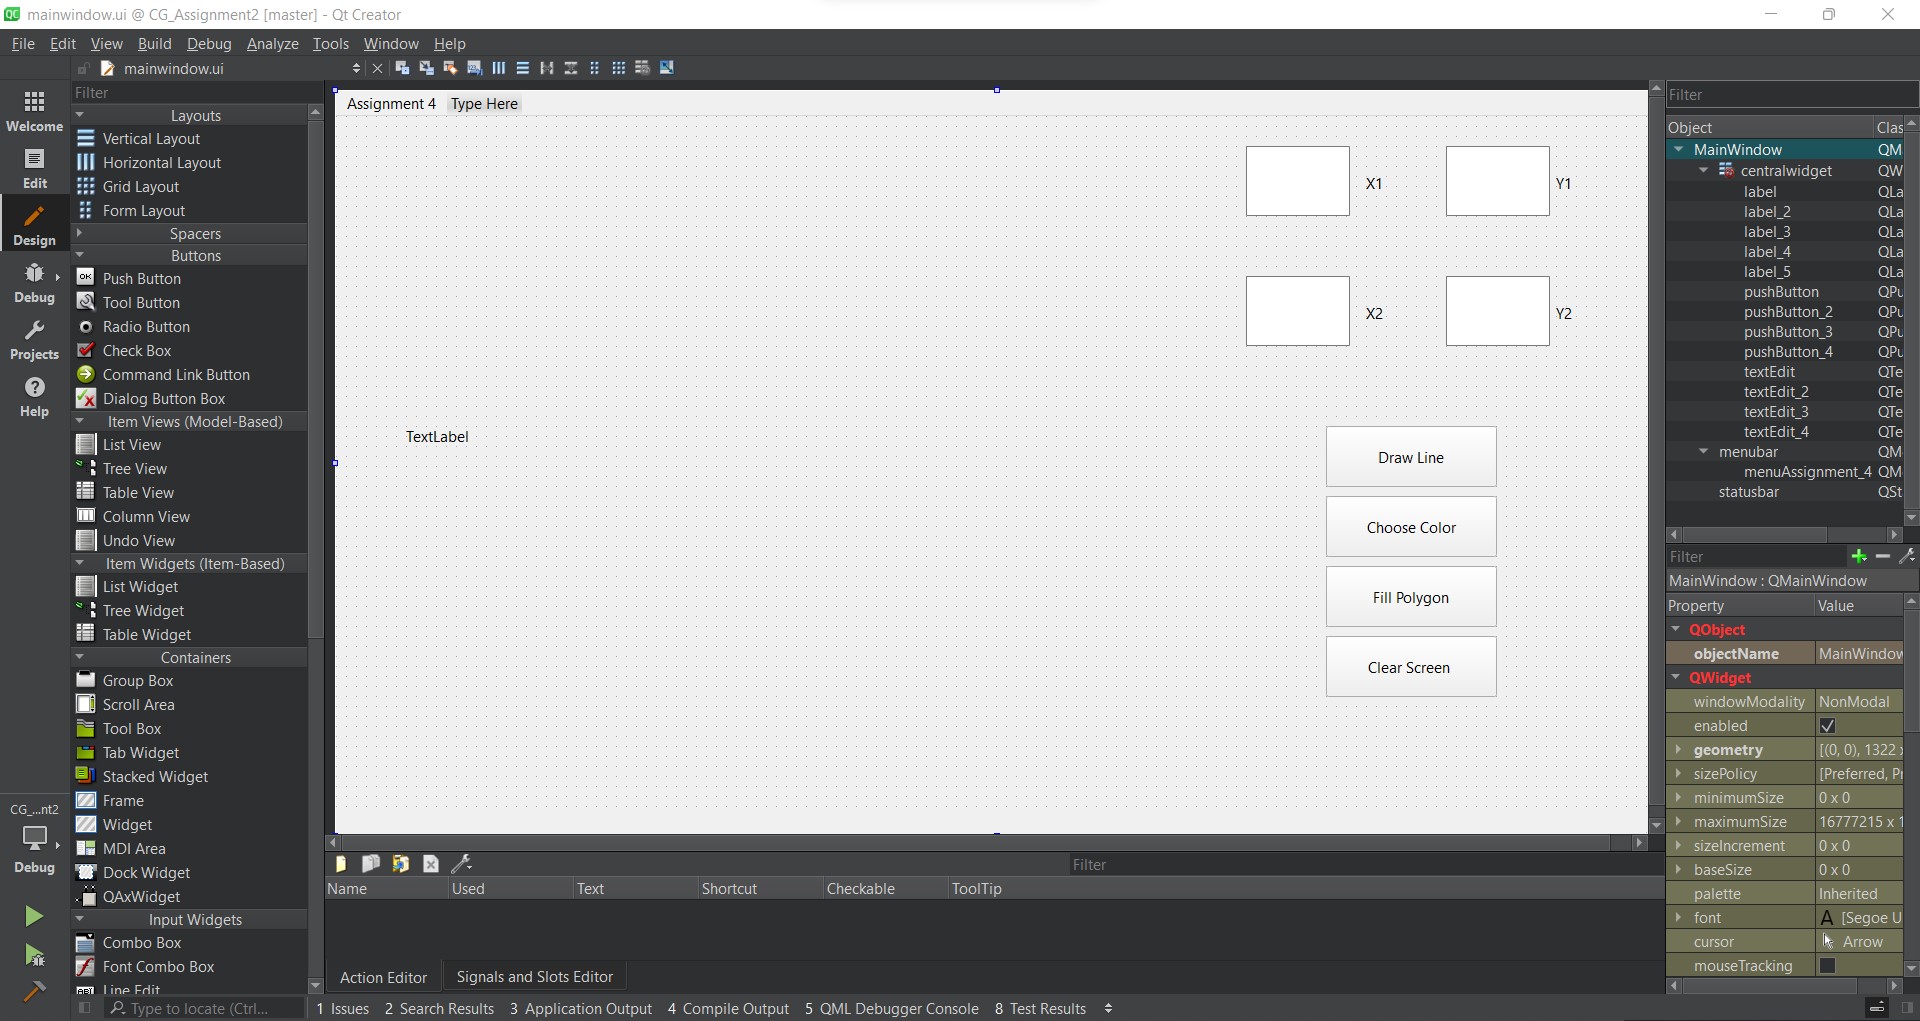 mainwindow.ui @ CG_Assignment2 [master] - Qt Creator
File Edit View Build Debug Analyze Tools Window Help
mainwindow.ui
Welcome
Edit
Design
Debug
Projects
Help
CG_...nt2
Debug
Filter
Layouts
Vertical Layout
Horizontal Layout
Grid Layout
Form Layout
Spacers
Buttons
OK Push Button
Tool Button
Radio Button
Check Box
Command Link Button
Dialog Button Box
Item Views (Model-Based)
List View
Tree View
Table View
Column View
Undo View
Item Widgets (Item-Based)
List Widget
Tree Widget
Table Widget
Containers
Group Box
Scroll Area
Tool Box
Tab Widget
Stacked Widget
Frame
Widget
MDI Area
Dock Widget
QAxWidget
Input Widgets
Combo Box
Font Combo Box
Line Edit
Assignment 4 Type Here
X1 Y1
X2 Y2
TextLabel
Draw Line
Choose Color
Fill Polygon
Clear Screen
Filter
Name Used Text Shortcut Checkable ToolTip
Action Editor Signals and Slots Editor
Filter
Object Clas
MainWindow QM
centralwidget QW
label QLa
label_2 QLa
label_3 QLa
label_4 QLa
label_5 QLa
pushButton QPu
pushButton_2 QPu
pushButton_3 QPu
pushButton_4 QPu
textEdit QTe
textEdit_2 QTe
textEdit_3 QTe
textEdit_4 QTe
menubar QM
menuAssignment_4 QM
statusbar QSt
Filter
MainWindow : QMainWindow
Property Value
QObject
objectName MainWindow
QWidget
windowModality NonModal
enabled
geometry [(0, 0), 1322 x
sizePolicy [Preferred, Pr
minimumSize 0 x 0
maximumSize 16777215 x 1
sizeIncrement 0 x 0
baseSize 0 x 0
palette Inherited
font A [Segoe U
cursor Arrow
mouseTracking
Type to locate (Ctrl... 1 Issues 2 Search Results 3 Application Output 4 Compile Output 5 QML Debugger Console 8 Test Results